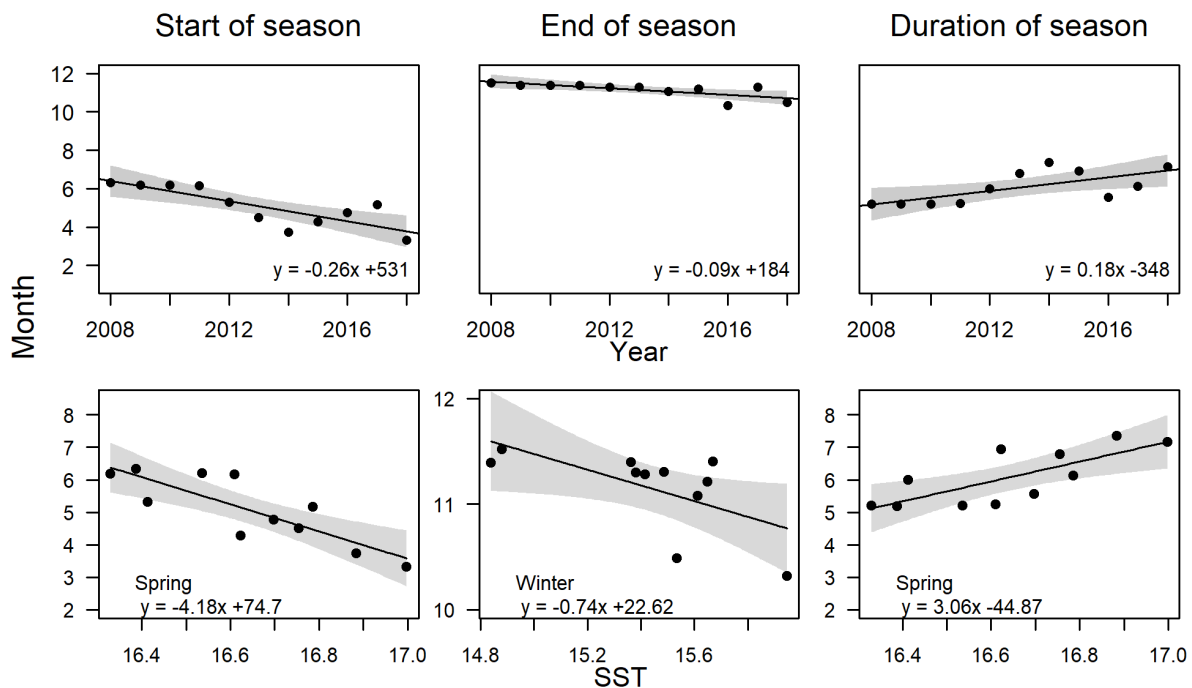 Start of season
End of season
Duration of season
Month
12
10
8
6
4
2
y = -0.26x +531
y = -0.09x +184
y = 0.18x -348
2008 2012 2016
2008 2012 2016
2008 2012 2016
Year
8
7
6
5
4
3
2
Spring
y = -4.18x +74.7
16.4 16.6 16.8 17.0
12
11
10
Winter
y = -0.74x +22.62
14.8 15.2 15.6
8
7
6
5
4
3
2
Spring
y = 3.06x -44.87
16.4 16.6 16.8 17.0
SST